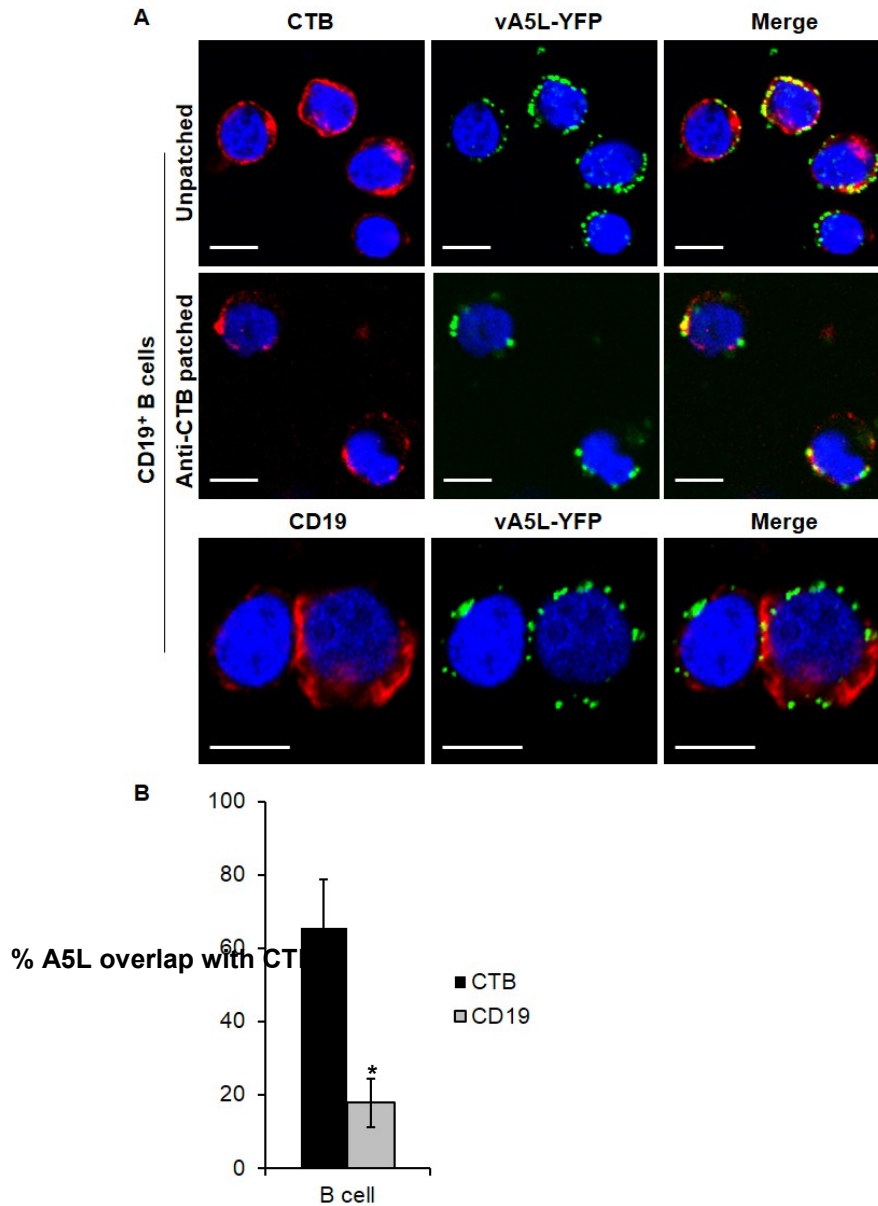 A
CTB vA5L-YFP Merge
Unpatched
CD19⁺ B cells
Anti-CTB patched
CD19 vA5L-YFP Merge
B
100
80
60
% A5L overlap with
40
20
0
*
CTB
CD19
B cell